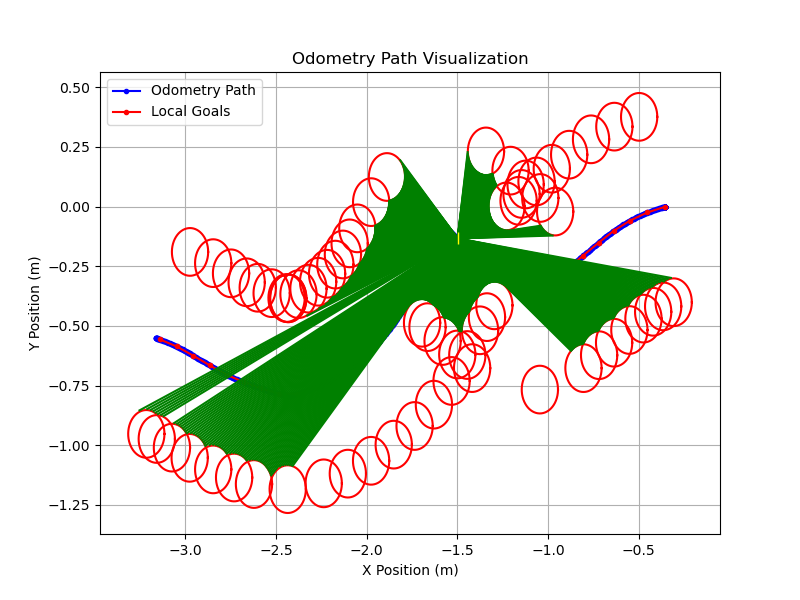 Odometry Path Visualization
Odometry Path
Local Goals
0.50
0.25
0.00
−0.25
−0.50
−0.75
−1.00
−1.25
Y Position (m)
−3.0 −2.5 −2.0 −1.5 −1.0 −0.5
X Position (m)